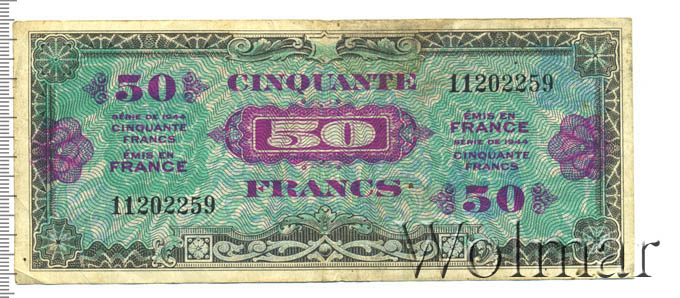 50 CINQUANTE 11202259
SÉRIE DE 1944
CINQUANTE
FRANCS
ÉMIS EN
FRANCE
50
ÉMIS EN
FRANCE
SÉRIE DE 1944
CINQUANTE
FRANCS
11202259 FRANCS 50
Wolmar